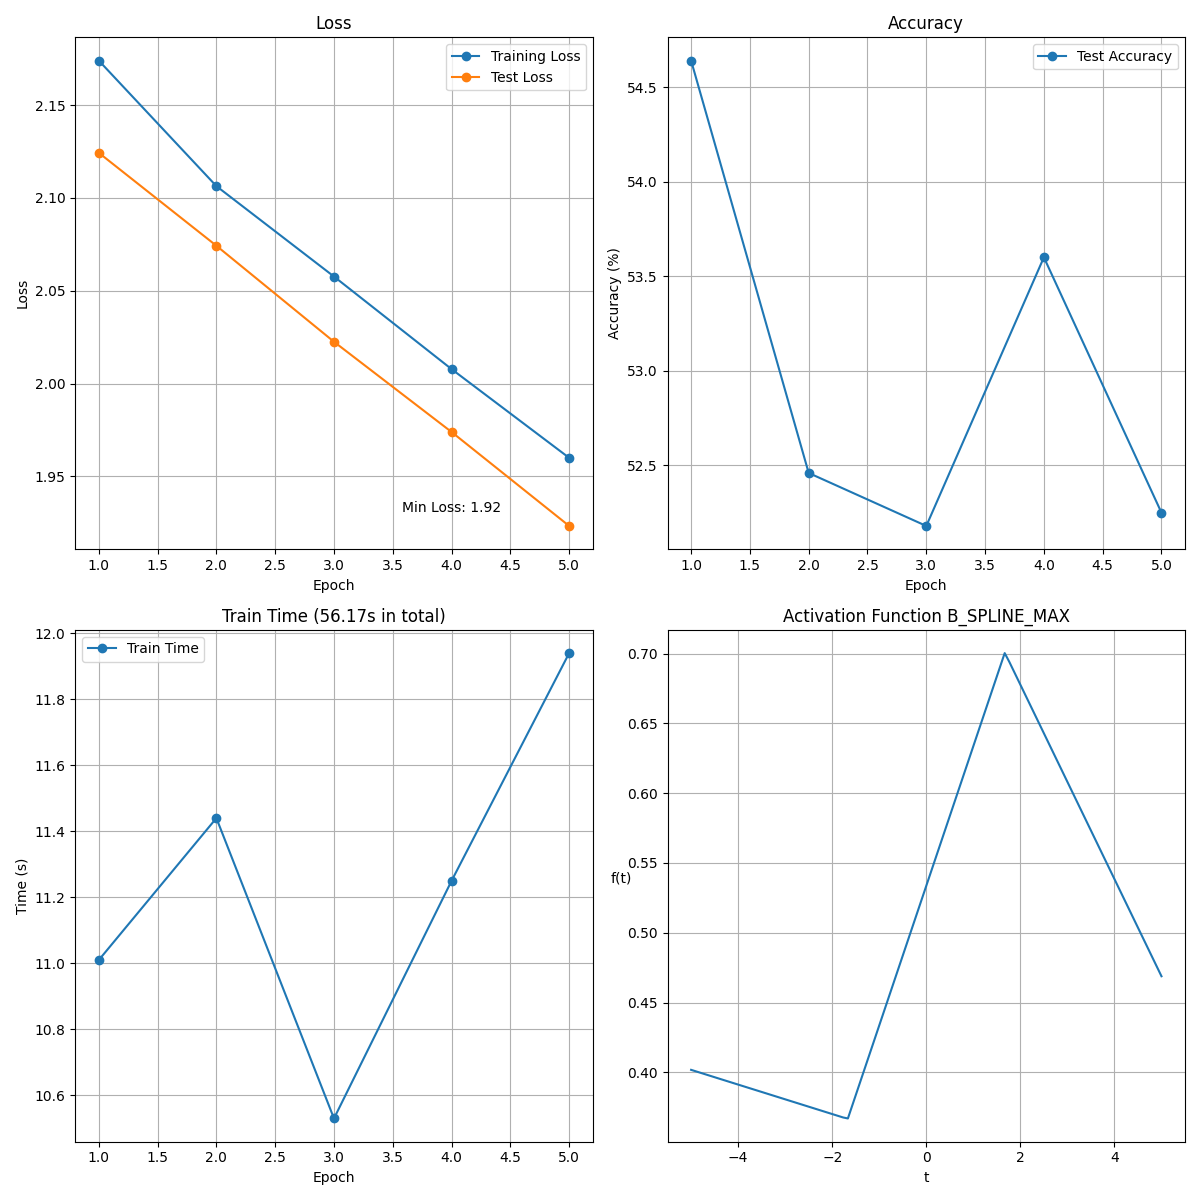 Loss
Training Loss
Test Loss
2.15
2.10
2.05
2.00
1.95
Loss
Min Loss: 1.92
1.0 1.5 2.0 2.5 3.0 3.5 4.0 4.5 5.0
Epoch
Accuracy
Test Accuracy
54.5
54.0
53.5
53.0
52.5
Accuracy (%)
1.0 1.5 2.0 2.5 3.0 3.5 4.0 4.5 5.0
Epoch
Train Time (56.17s in total)
Train Time
12.0
11.8
11.6
11.4
11.2
11.0
10.8
10.6
Time (s)
1.0 1.5 2.0 2.5 3.0 3.5 4.0 4.5 5.0
Epoch
Activation Function B_SPLINE_MAX
0.70
0.65
0.60
0.55
0.50
0.45
0.40
f(t)
−4 −2 0 2 4
t